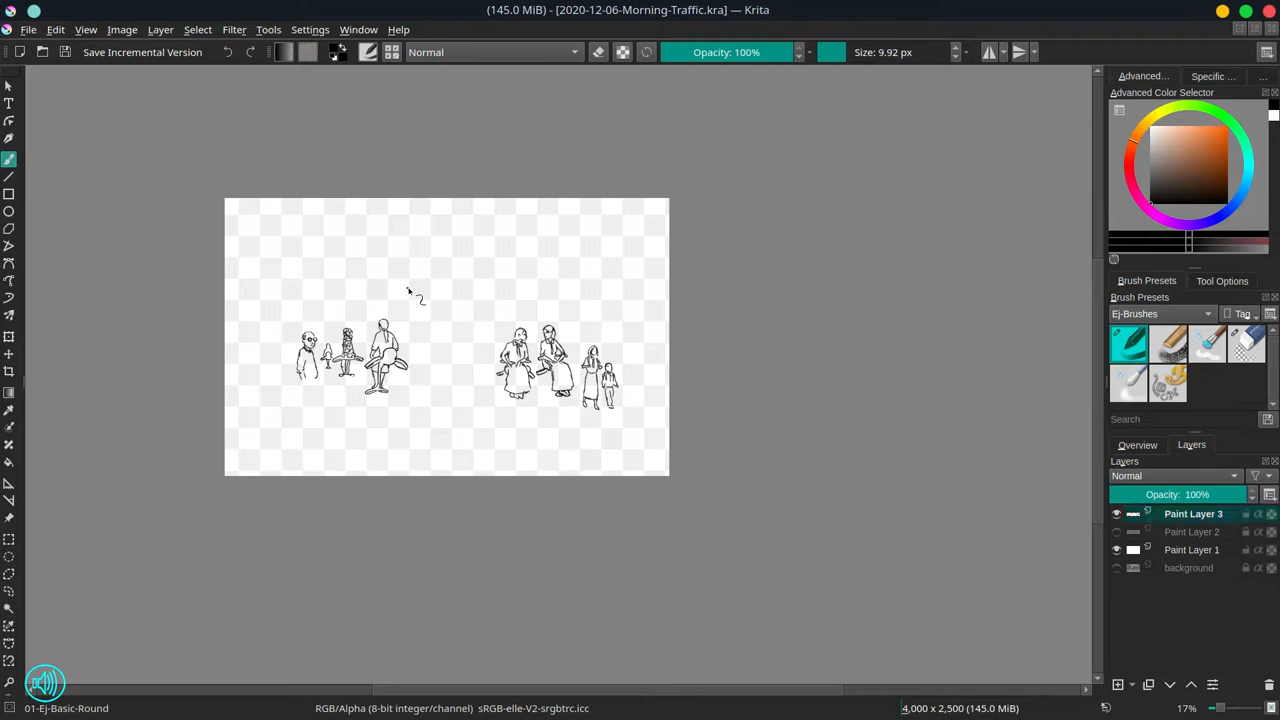 (145.0 MiB) - [2020-12-06-Morning-Traffic.kra] — Krita
File Edit View Image Layer Select Filter Tools Settings Window Help
Save Incremental Version Normal Opacity: 100% Size: 9.92 px
Advanced... Specific ... ...
Advanced Color Selector
Brush Presets Tool Options
Brush Presets
Ej-Brushes Tag
Search
Overview Layers
Layers
Normal
Opacity: 100%
Paint Layer 3
Paint Layer 2
Paint Layer 1
background
01-Ej-Basic-Round RGB/Alpha (8-bit integer/channel) sRGB-elle-V2-srgbtrc.icc 4,000 x 2,500 (145.0 MiB) 17%